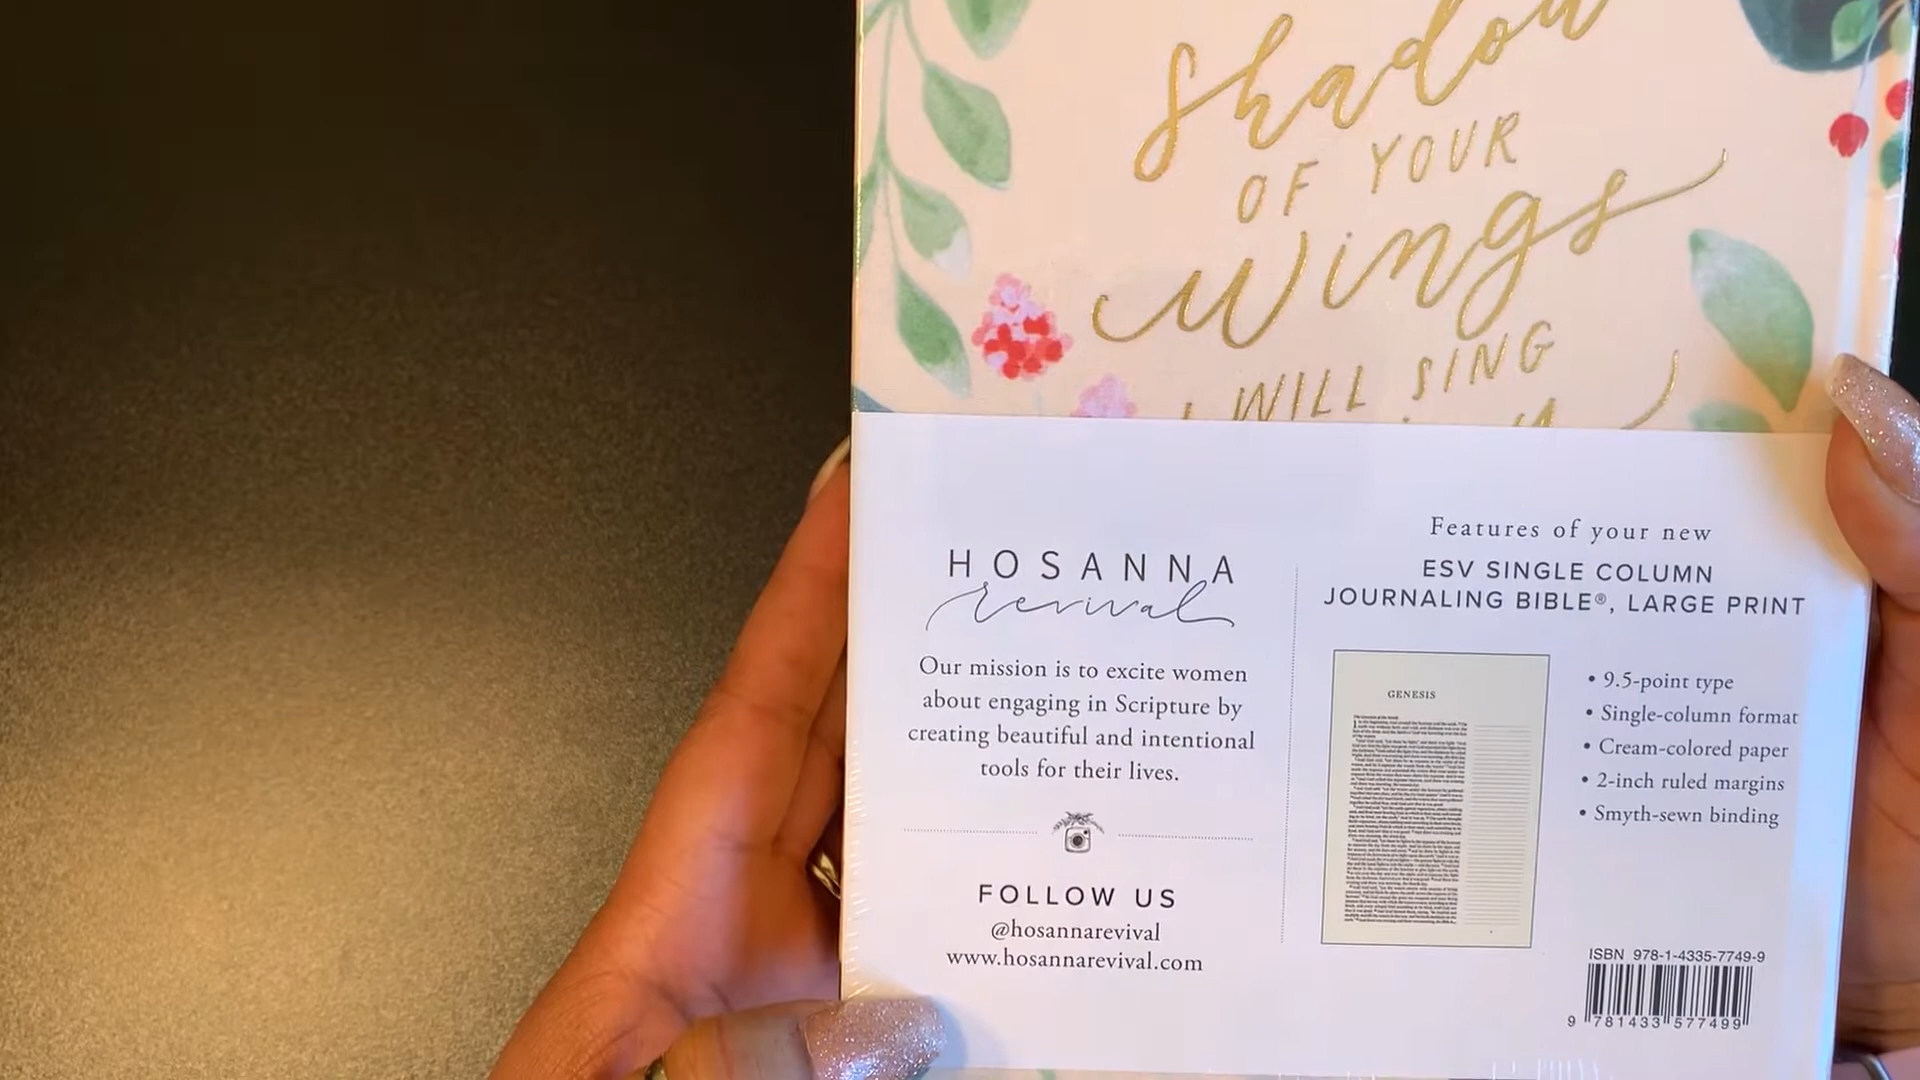 Shadow
OF YOUR
wings
I WILL SING
HOSANNA
revival
Our mission is to excite women
about engaging in Scripture by
creating beautiful and intentional
tools for their lives.
FOLLOW US
@hosannarevival
www.hosannarevival.com
Features of your new
ESV SINGLE COLUMN
JOURNALING BIBLE®, LARGE PRINT
GENESIS
• 9.5-point type
• Single-column format
• Cream-colored paper
• 2-inch ruled margins
• Smyth-sewn binding
ISBN 978-1-4335-7749-9
9 781433 577499